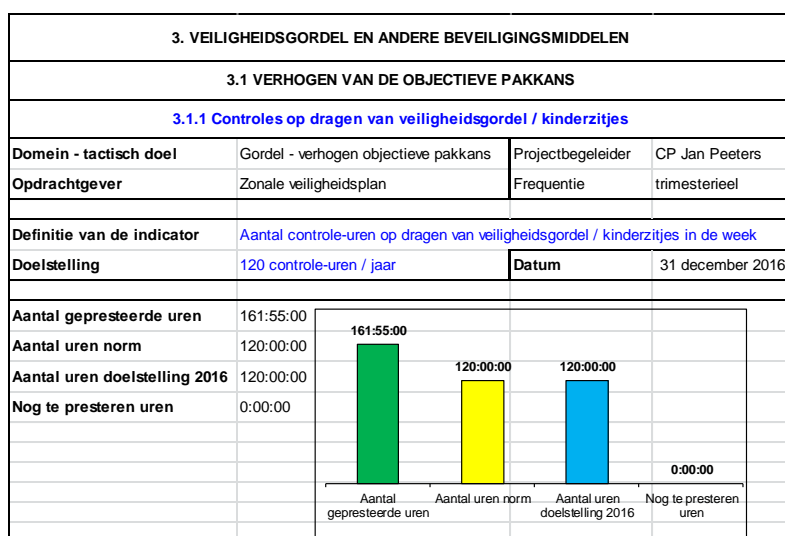 3. VEILIGHEIDSGORDEL EN ANDERE BEVEILIGINGSMIDDELEN
3.1 VERHOGEN VAN DE OBJECTIEVE PAKKANS
3.1.1 Controles op dragen van veiligheidsgordel / kinderzitjes
Domein - tactisch doel Gordel - verhogen objectieve pakkans Projectbegeleider CP Jan Peeters
Opdrachtgever Zonale veiligheidsplan Frequentie trimesterieel
Definitie van de indicator Aantal controle-uren op dragen van veiligheidsgordel / kinderzitjes in de week
Doelstelling 120 controle-uren / jaar Datum 31 december 2016
Aantal gepresteerde uren 161:55:00
Aantal uren norm 120:00:00
Aantal uren doelstelling 2016 120:00:00
Nog te presteren uren 0:00:00
161:55:00
120:00:00
120:00:00
0:00:00
Aantal gepresteerde uren
Aantal uren norm
Aantal uren doelstelling 2016
Nog te presteren uren